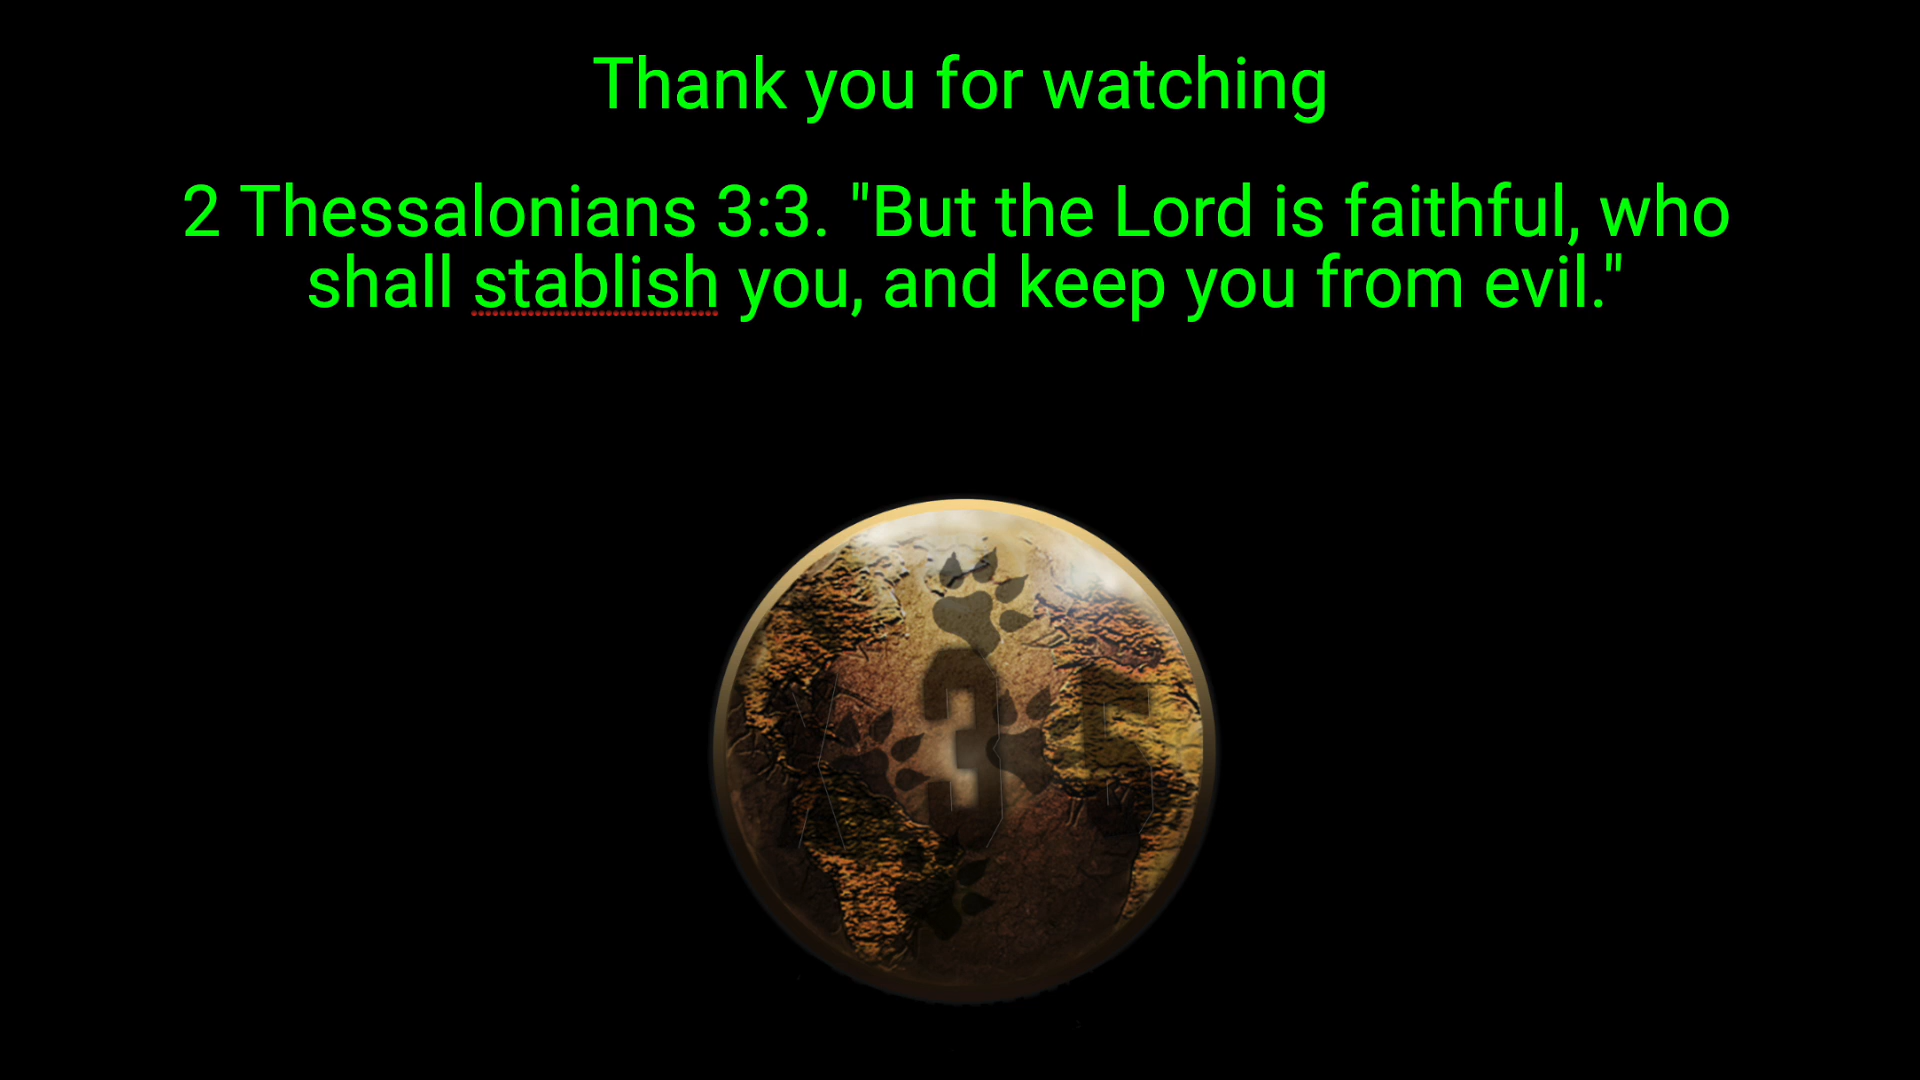 Thank you for watching
2 Thessalonians 3:3. "But the Lord is faithful, who
shall stablish you, and keep you from evil."
X 3 G